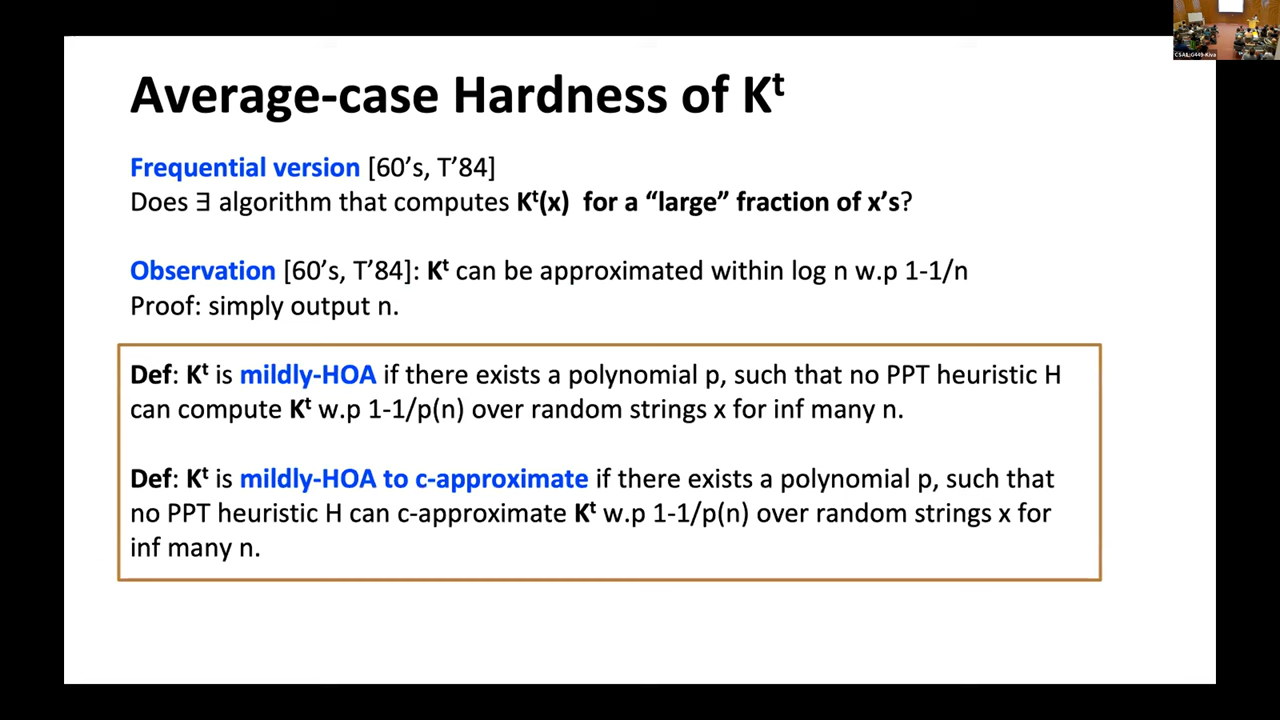 CSAIL:G449-Kiva
Average-case Hardness of Kᵗ
Frequential version [60’s, T’84]
Does ∃ algorithm that computes Kᵗ(x) for a “large” fraction of x’s?
Observation [60’s, T’84]: Kᵗ can be approximated within log n w.p 1-1/n
Proof: simply output n.
Def: Kᵗ is mildly-HOA if there exists a polynomial p, such that no PPT heuristic H
can compute Kᵗ w.p 1-1/p(n) over random strings x for inf many n.
Def: Kᵗ is mildly-HOA to c-approximate if there exists a polynomial p, such that
no PPT heuristic H can c-approximate Kᵗ w.p 1-1/p(n) over random strings x for
inf many n.